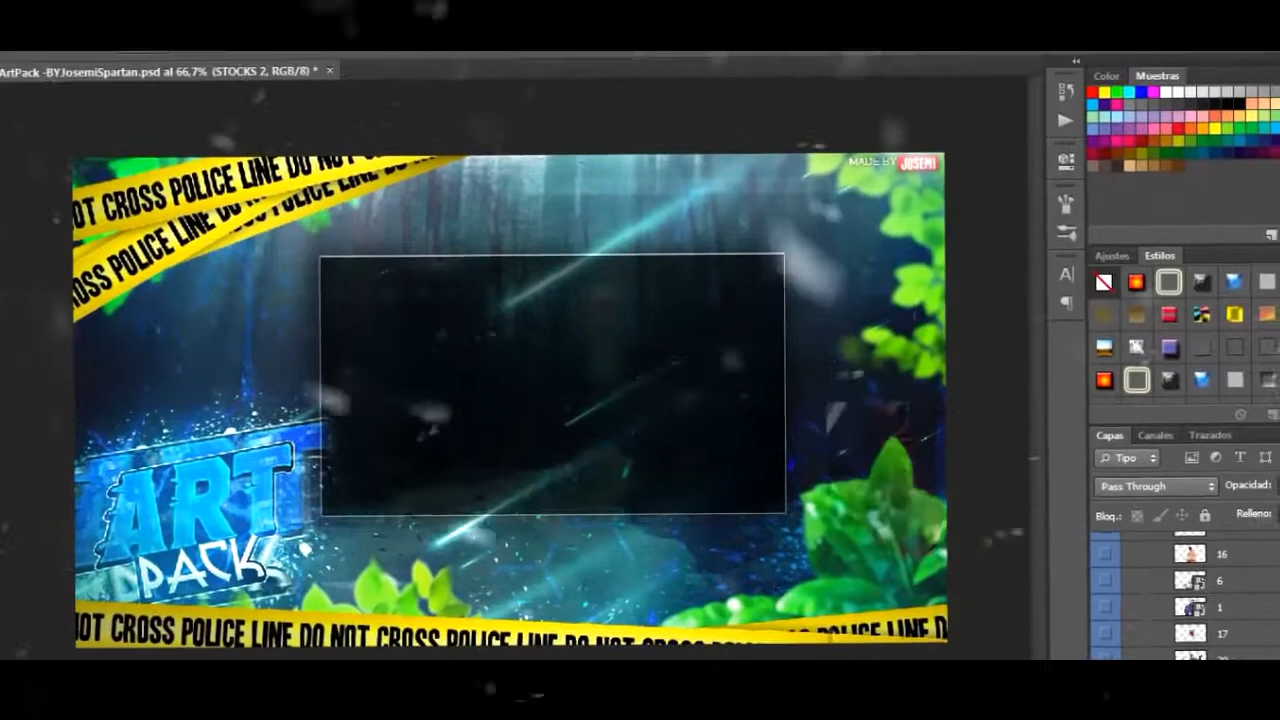 ArtPack -BYJosemiSpartan.psd al 66,7% (STOCKS 2, RGB/8) * ×
Color Muestras
OT CROSS POLICE LINE DO NOT
CROSS POLICE LINE DO POLICE LINE DO
MADE BY JOSEMI
Ajustes Estilos
ART
PACK
Capas Canales Trazados
Tipo
Pass Through Opacidad:
Bloq.: Relleno:
16
6
1
17
NOT CROSS POLICE LINE DO NOT CROSS POLICE LINE DO NOT CROSS
POLICE LINE D